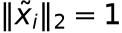 ‖x̃ᵢ‖₂ = 1